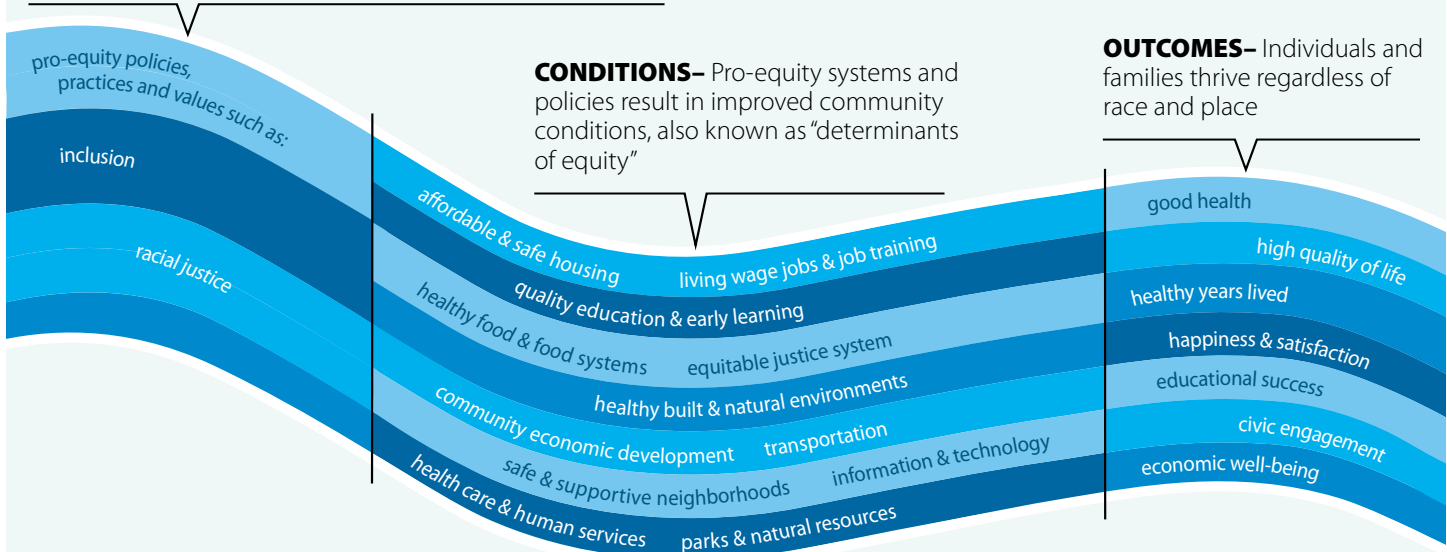 pro-equity policies,
practices and values such as:
inclusion
racial justice
CONDITIONS– Pro-equity systems and
policies result in improved community
conditions, also known as “determinants
of equity”
affordable & safe housing
living wage jobs & job training
quality education & early learning
healthy food & food systems
equitable justice system
healthy built & natural environments
community economic development
transportation
safe & supportive neighborhoods
information & technology
health care & human services
parks & natural resources
OUTCOMES– Individuals and
families thrive regardless of
race and place
good health
high quality of life
healthy years lived
happiness & satisfaction
educational success
civic engagement
economic well-being